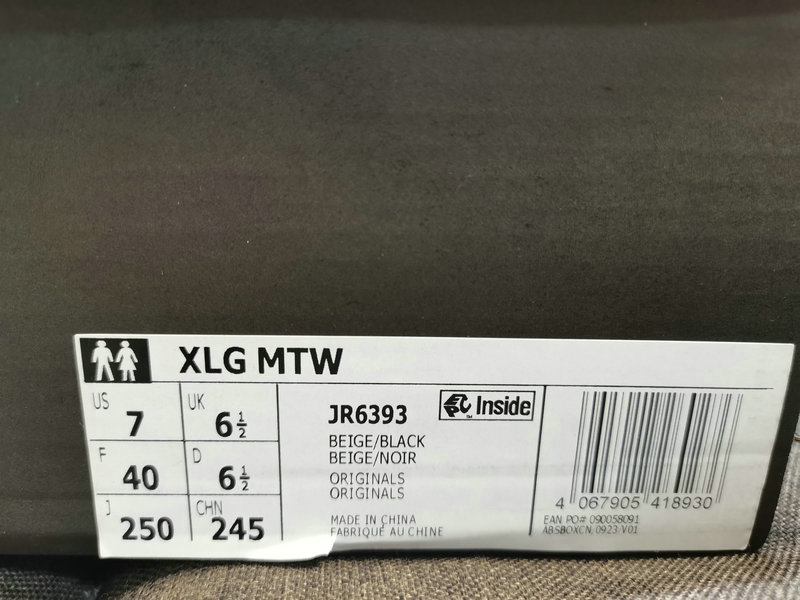 XLG MTW
US 7 UK 6 1/2
F 40 D 6 1/2
J 250 CHN 245
JR6393
Inside
BEIGE/BLACK
BEIGE/NOIR
ORIGINALS
ORIGINALS
MADE IN CHINA
FABRIQUÉ AU CHINE
4 067905 418930
EAN PO# 090058091
ABSBOXCN, 0923, V01